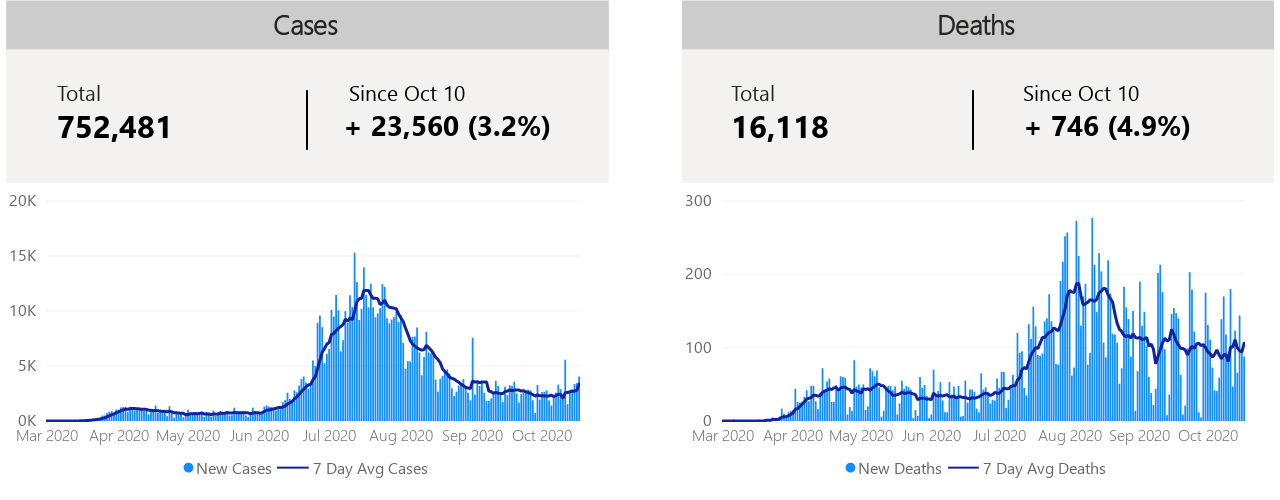 Cases
Total
752,481
Since Oct 10
+ 23,560 (3.2%)
20K
15K
10K
5K
0K
Mar 2020 Apr 2020 May 2020 Jun 2020 Jul 2020 Aug 2020 Sep 2020 Oct 2020
New Cases 7 Day Avg Cases
Deaths
Total
16,118
Since Oct 10
+ 746 (4.9%)
300
200
100
0
Mar 2020 Apr 2020 May 2020 Jun 2020 Jul 2020 Aug 2020 Sep 2020 Oct 2020
New Deaths 7 Day Avg Deaths